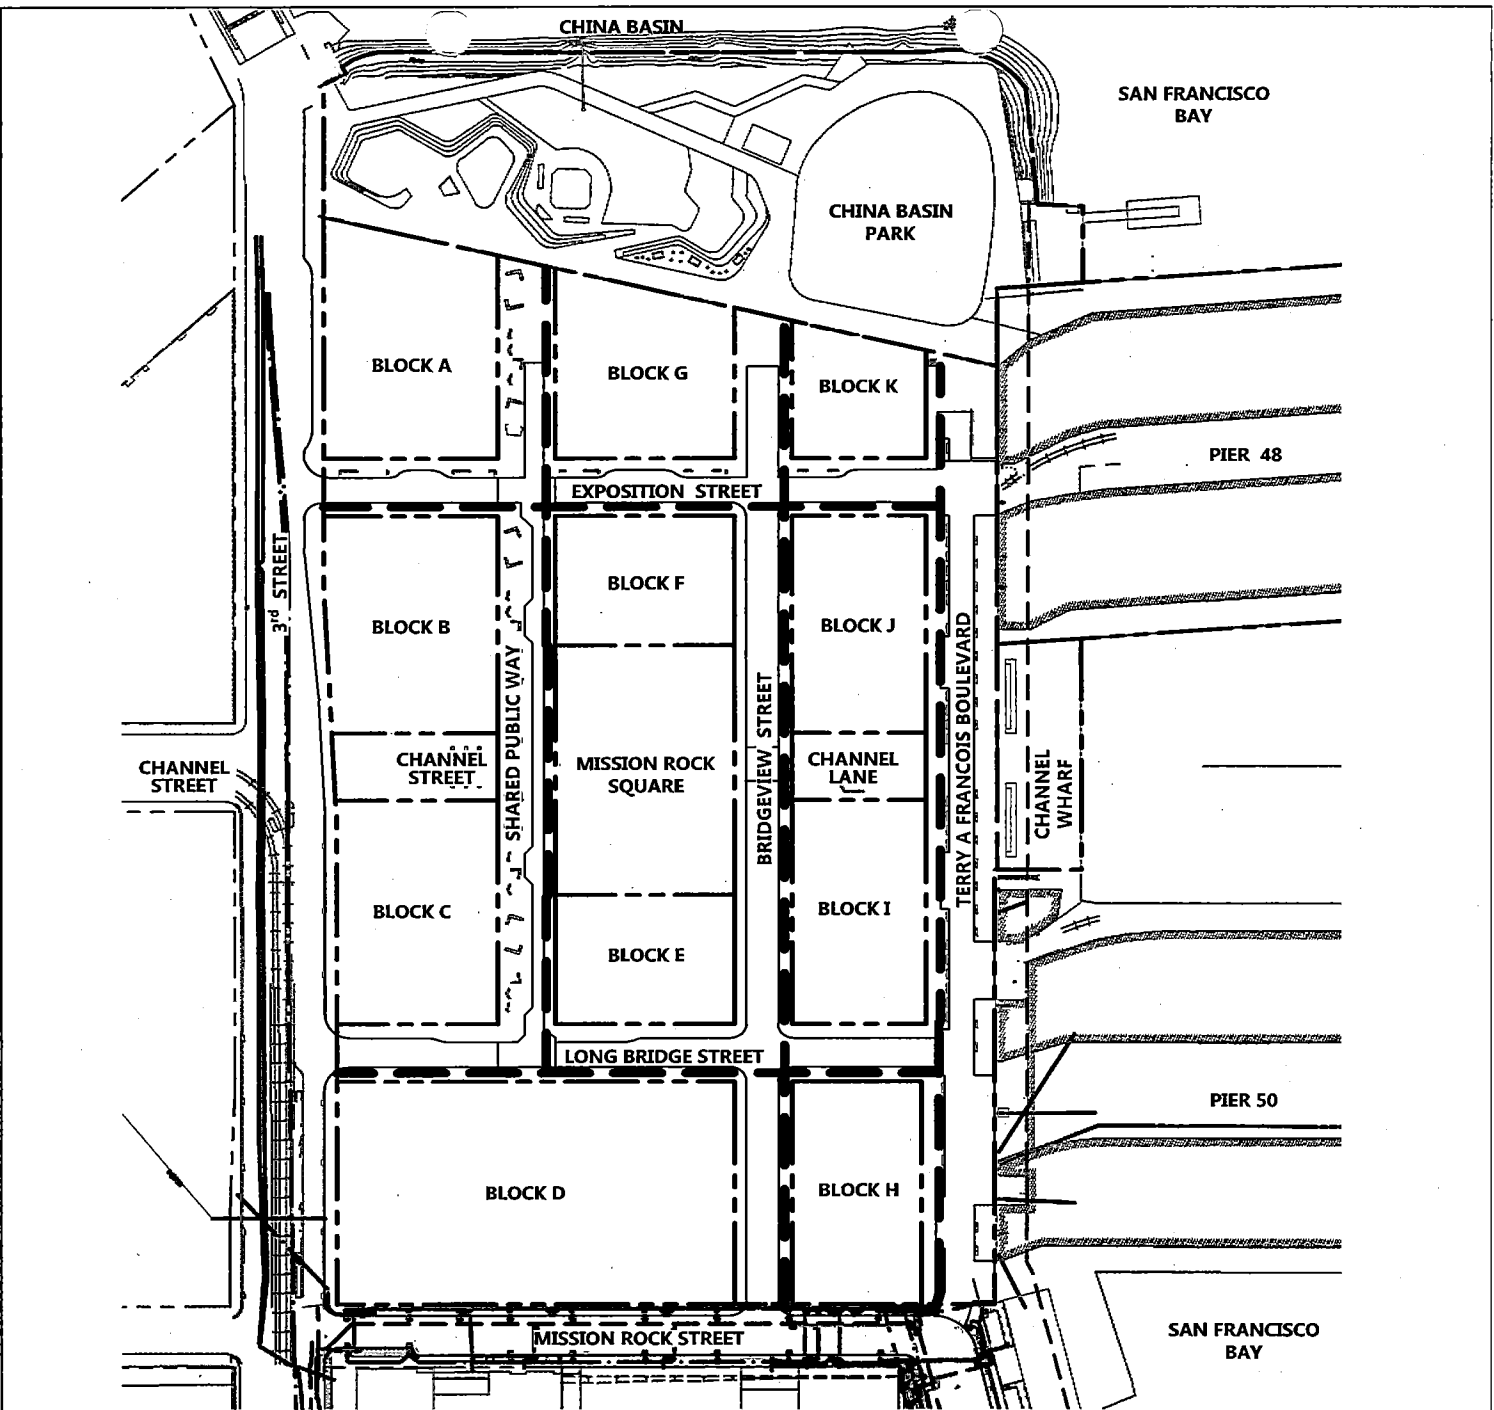 CHINA BASIN
SAN FRANCISCO
BAY
CHINA BASIN
PARK
BLOCK A
BLOCK G
BLOCK K
PIER 48
EXPOSITION STREET
3rd STREET
BLOCK B
BLOCK F
BLOCK J
SHARED PUBLIC WAY
BRIDGEVIEW STREET
TERRY A FRANCOIS BOULEVARD
CHANNEL
STREET
CHANNEL
STREET
MISSION ROCK
SQUARE
CHANNEL
LANE
CHANNEL
WHARF
BLOCK C
BLOCK E
BLOCK I
LONG BRIDGE STREET
PIER 50
BLOCK D
BLOCK H
MISSION ROCK STREET
SAN FRANCISCO
BAY